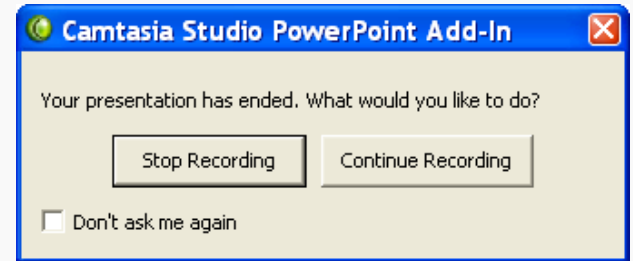 Camtasia Studio PowerPoint Add-In
Your presentation has ended. What would you like to do?
Stop Recording
Continue Recording
Don't ask me again